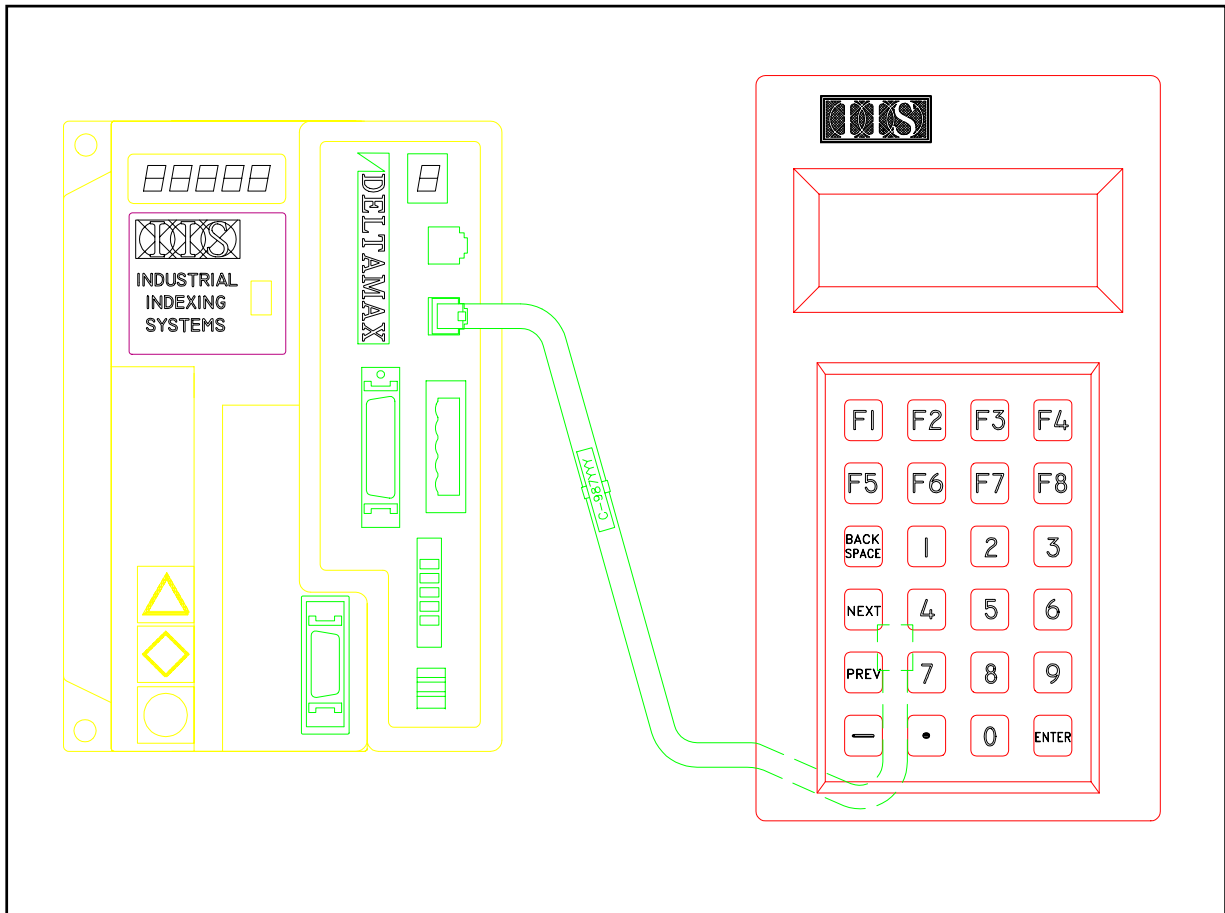 IIS
INDUSTRIAL
INDEXING
SYSTEMS
DELTAMAX
C-987YYY
IIS
F1 F2 F3 F4
F5 F6 F7 F8
BACK SPACE 1 2 3
NEXT 4 5 6
PREV 7 8 9
— • 0 ENTER